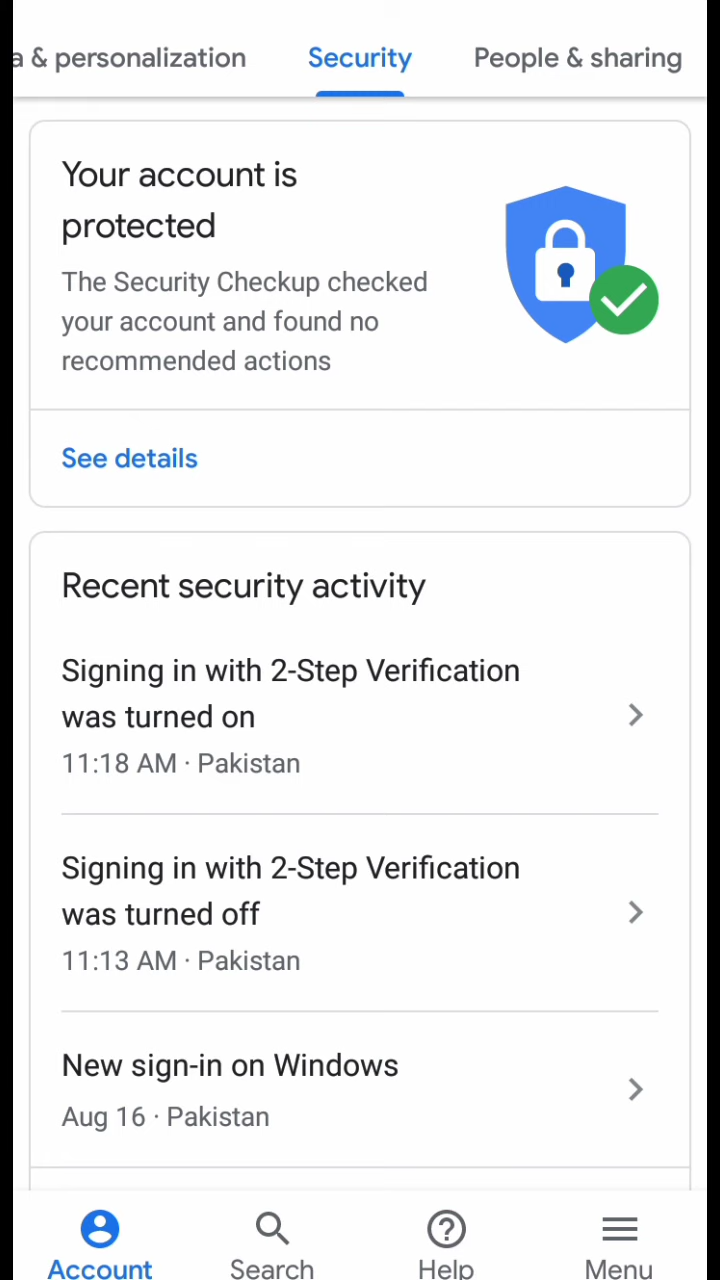 a & personalization Security People & sharing
Your account is
protected
The Security Checkup checked
your account and found no
recommended actions
See details
Recent security activity
Signing in with 2-Step Verification
was turned on
11:18 AM · Pakistan
Signing in with 2-Step Verification
was turned off
11:13 AM · Pakistan
New sign-in on Windows
Aug 16 · Pakistan
Account Search Help Menu